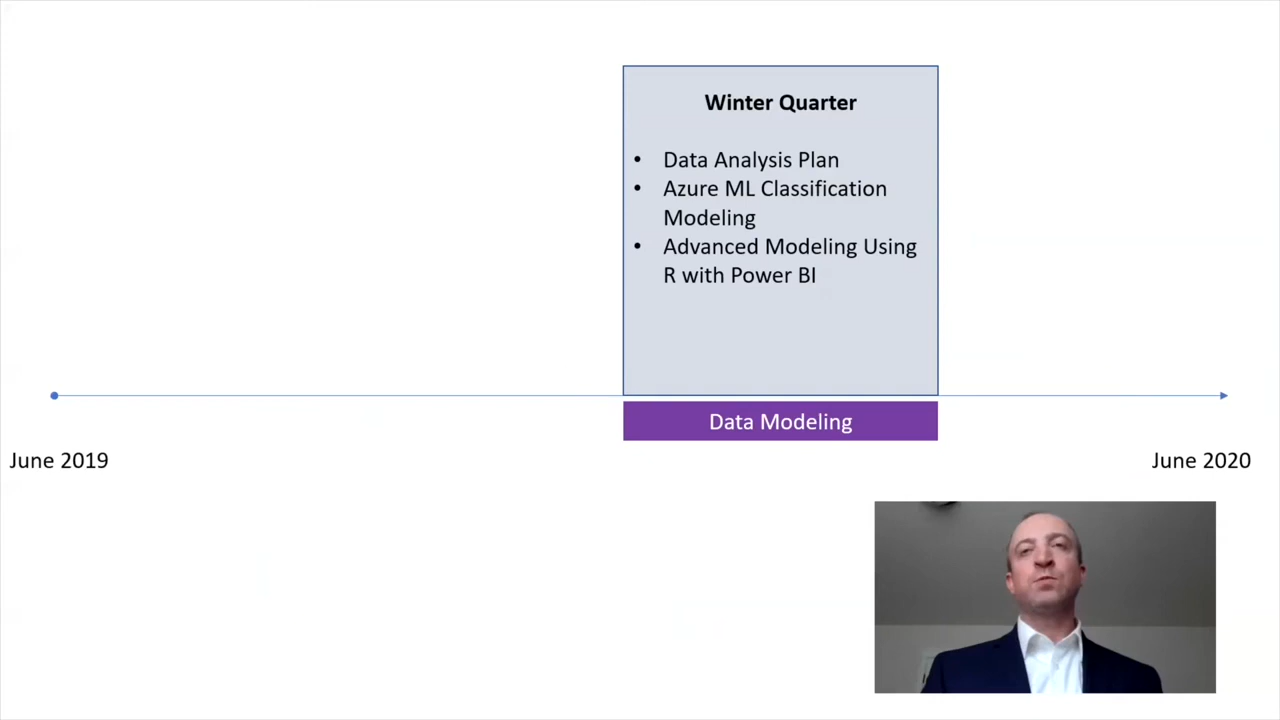 Winter Quarter
• Data Analysis Plan
• Azure ML Classification
Modeling
• Advanced Modeling Using
R with Power BI
Data Modeling
June 2019
June 2020